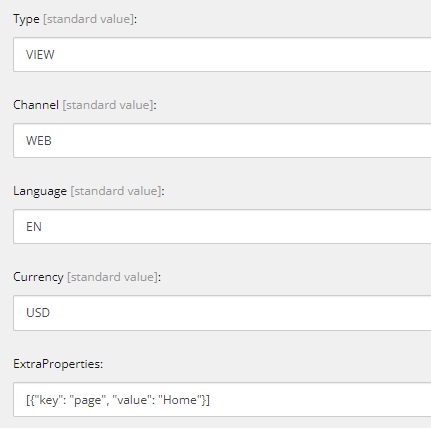 Type [standard value]:
VIEW
Channel [standard value]:
WEB
Language [standard value]:
EN
Currency [standard value]:
USD
ExtraProperties:
[{"key": "page", "value": "Home"}]